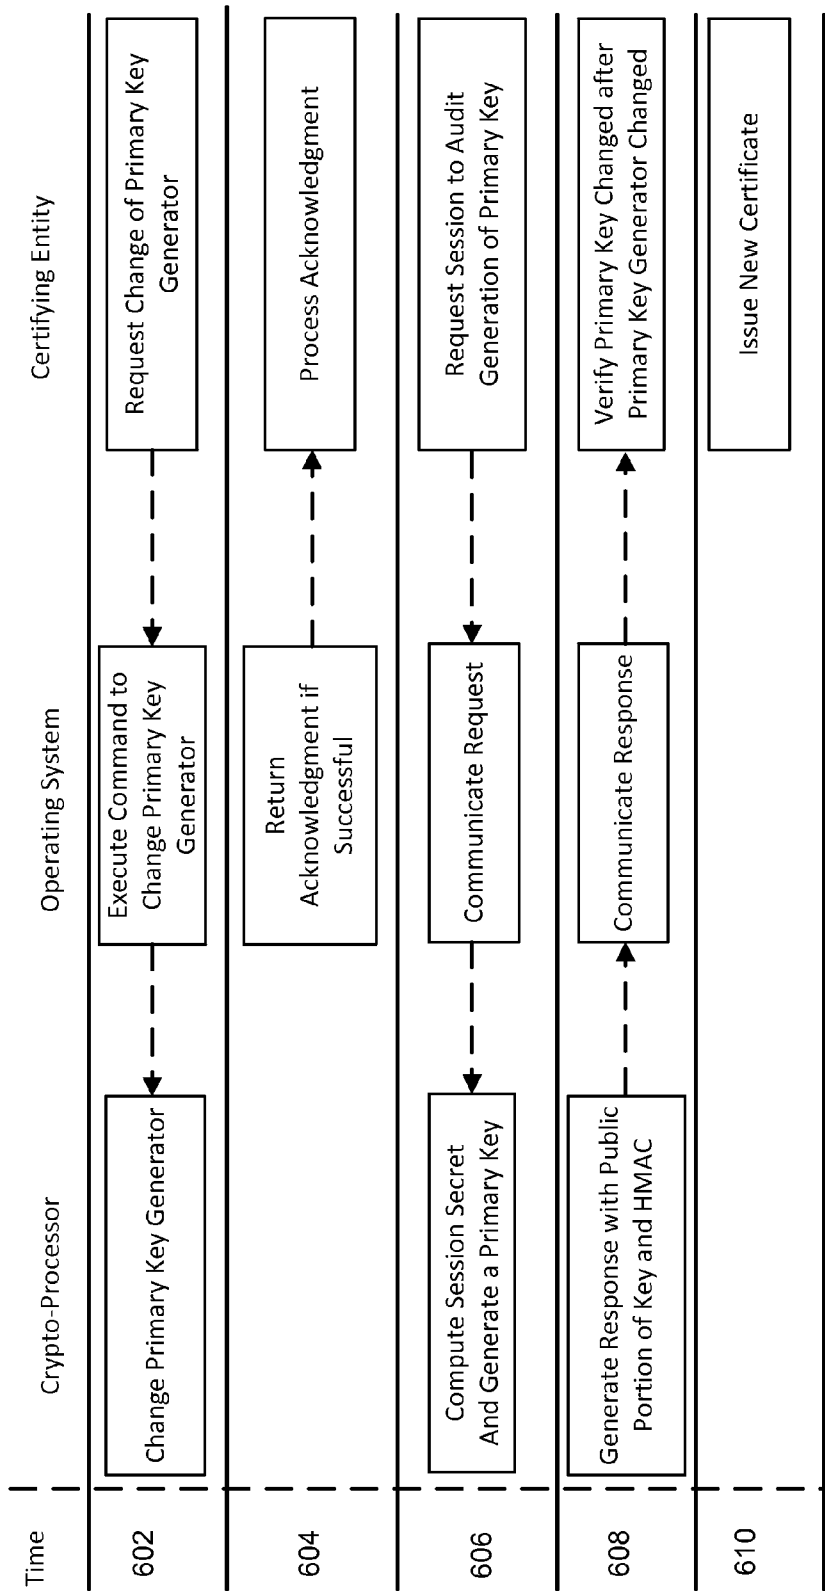 Time
Crypto-Processor
Operating System
Certifying Entity
602
Change Primary Key Generator
Execute Command to
Change Primary Key
Generator
Request Change of Primary Key
Generator
604
Return
Acknowledgment if
Successful
Process Acknowledgment
606
Compute Session Secret
And Generate a Primary Key
Communicate Request
Request Session to Audit
Generation of Primary Key
608
Generate Response with Public
Portion of Key and HMAC
Communicate Response
Verify Primary Key Changed after
Primary Key Generator Changed
610
Issue New Certificate